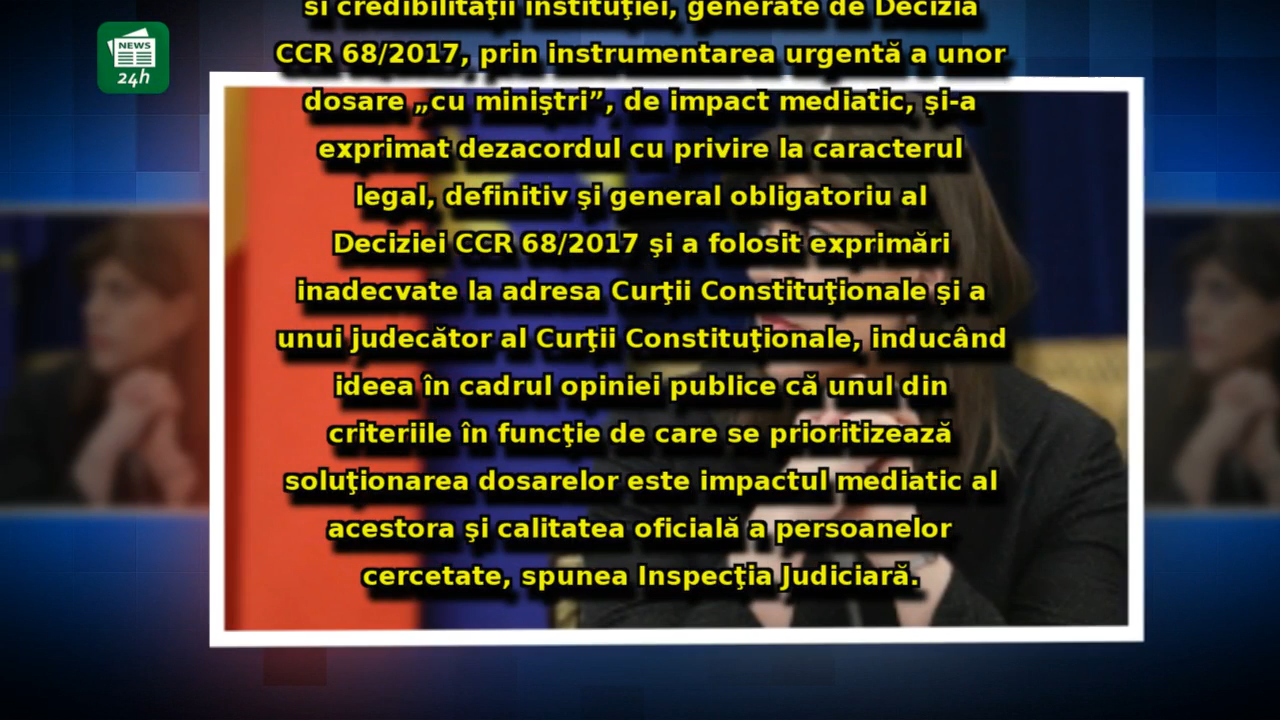 NEWS
24h
si credibilităţii instituţiei, generate de Decizia
CCR 68/2017, prin instrumentarea urgentă a unor
dosare „cu miniştri”, de impact mediatic, şi-a
exprimat dezacordul cu privire la caracterul
legal, definitiv şi general obligatoriu al
Deciziei CCR 68/2017 şi a folosit exprimări
inadecvate la adresa Curţii Constituţionale şi a
unui judecător al Curţii Constituţionale, inducând
ideea în cadrul opiniei publice că unul din
criteriile în funcţie de care se prioritizează
soluţionarea dosarelor este impactul mediatic al
acestora şi calitatea oficială a persoanelor
cercetate, spunea Inspecţia Judiciară.